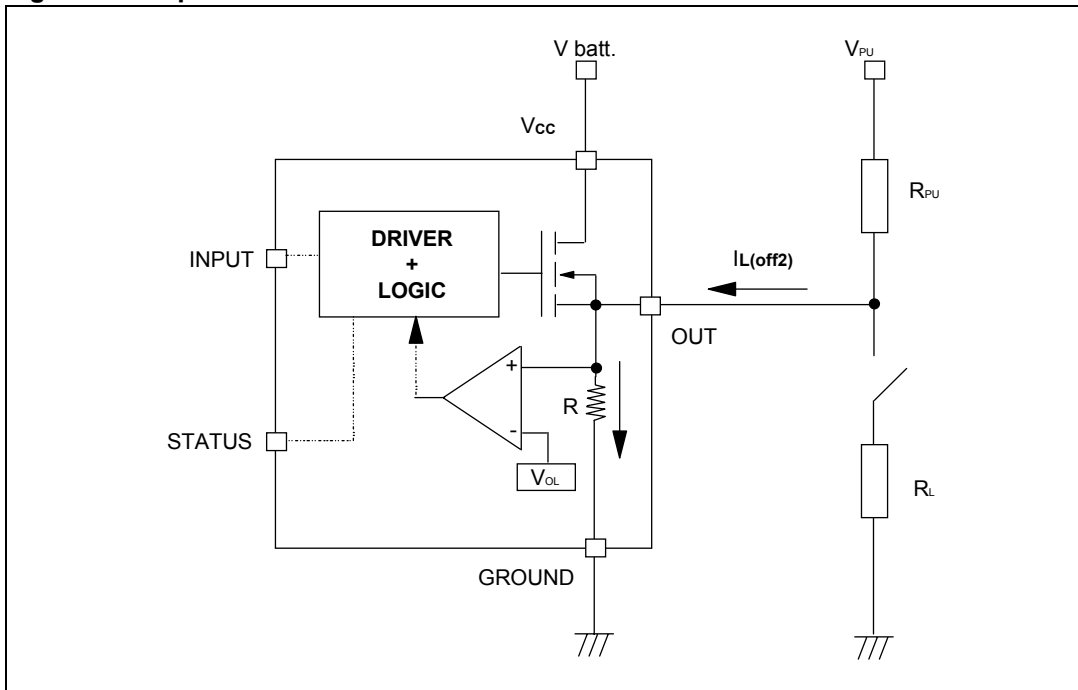 V batt.
VPU
Vcc
RPU
DRIVER
+
LOGIC
INPUT
IL(off2)
OUT
+
R
-
STATUS
VOL
RL
GROUND